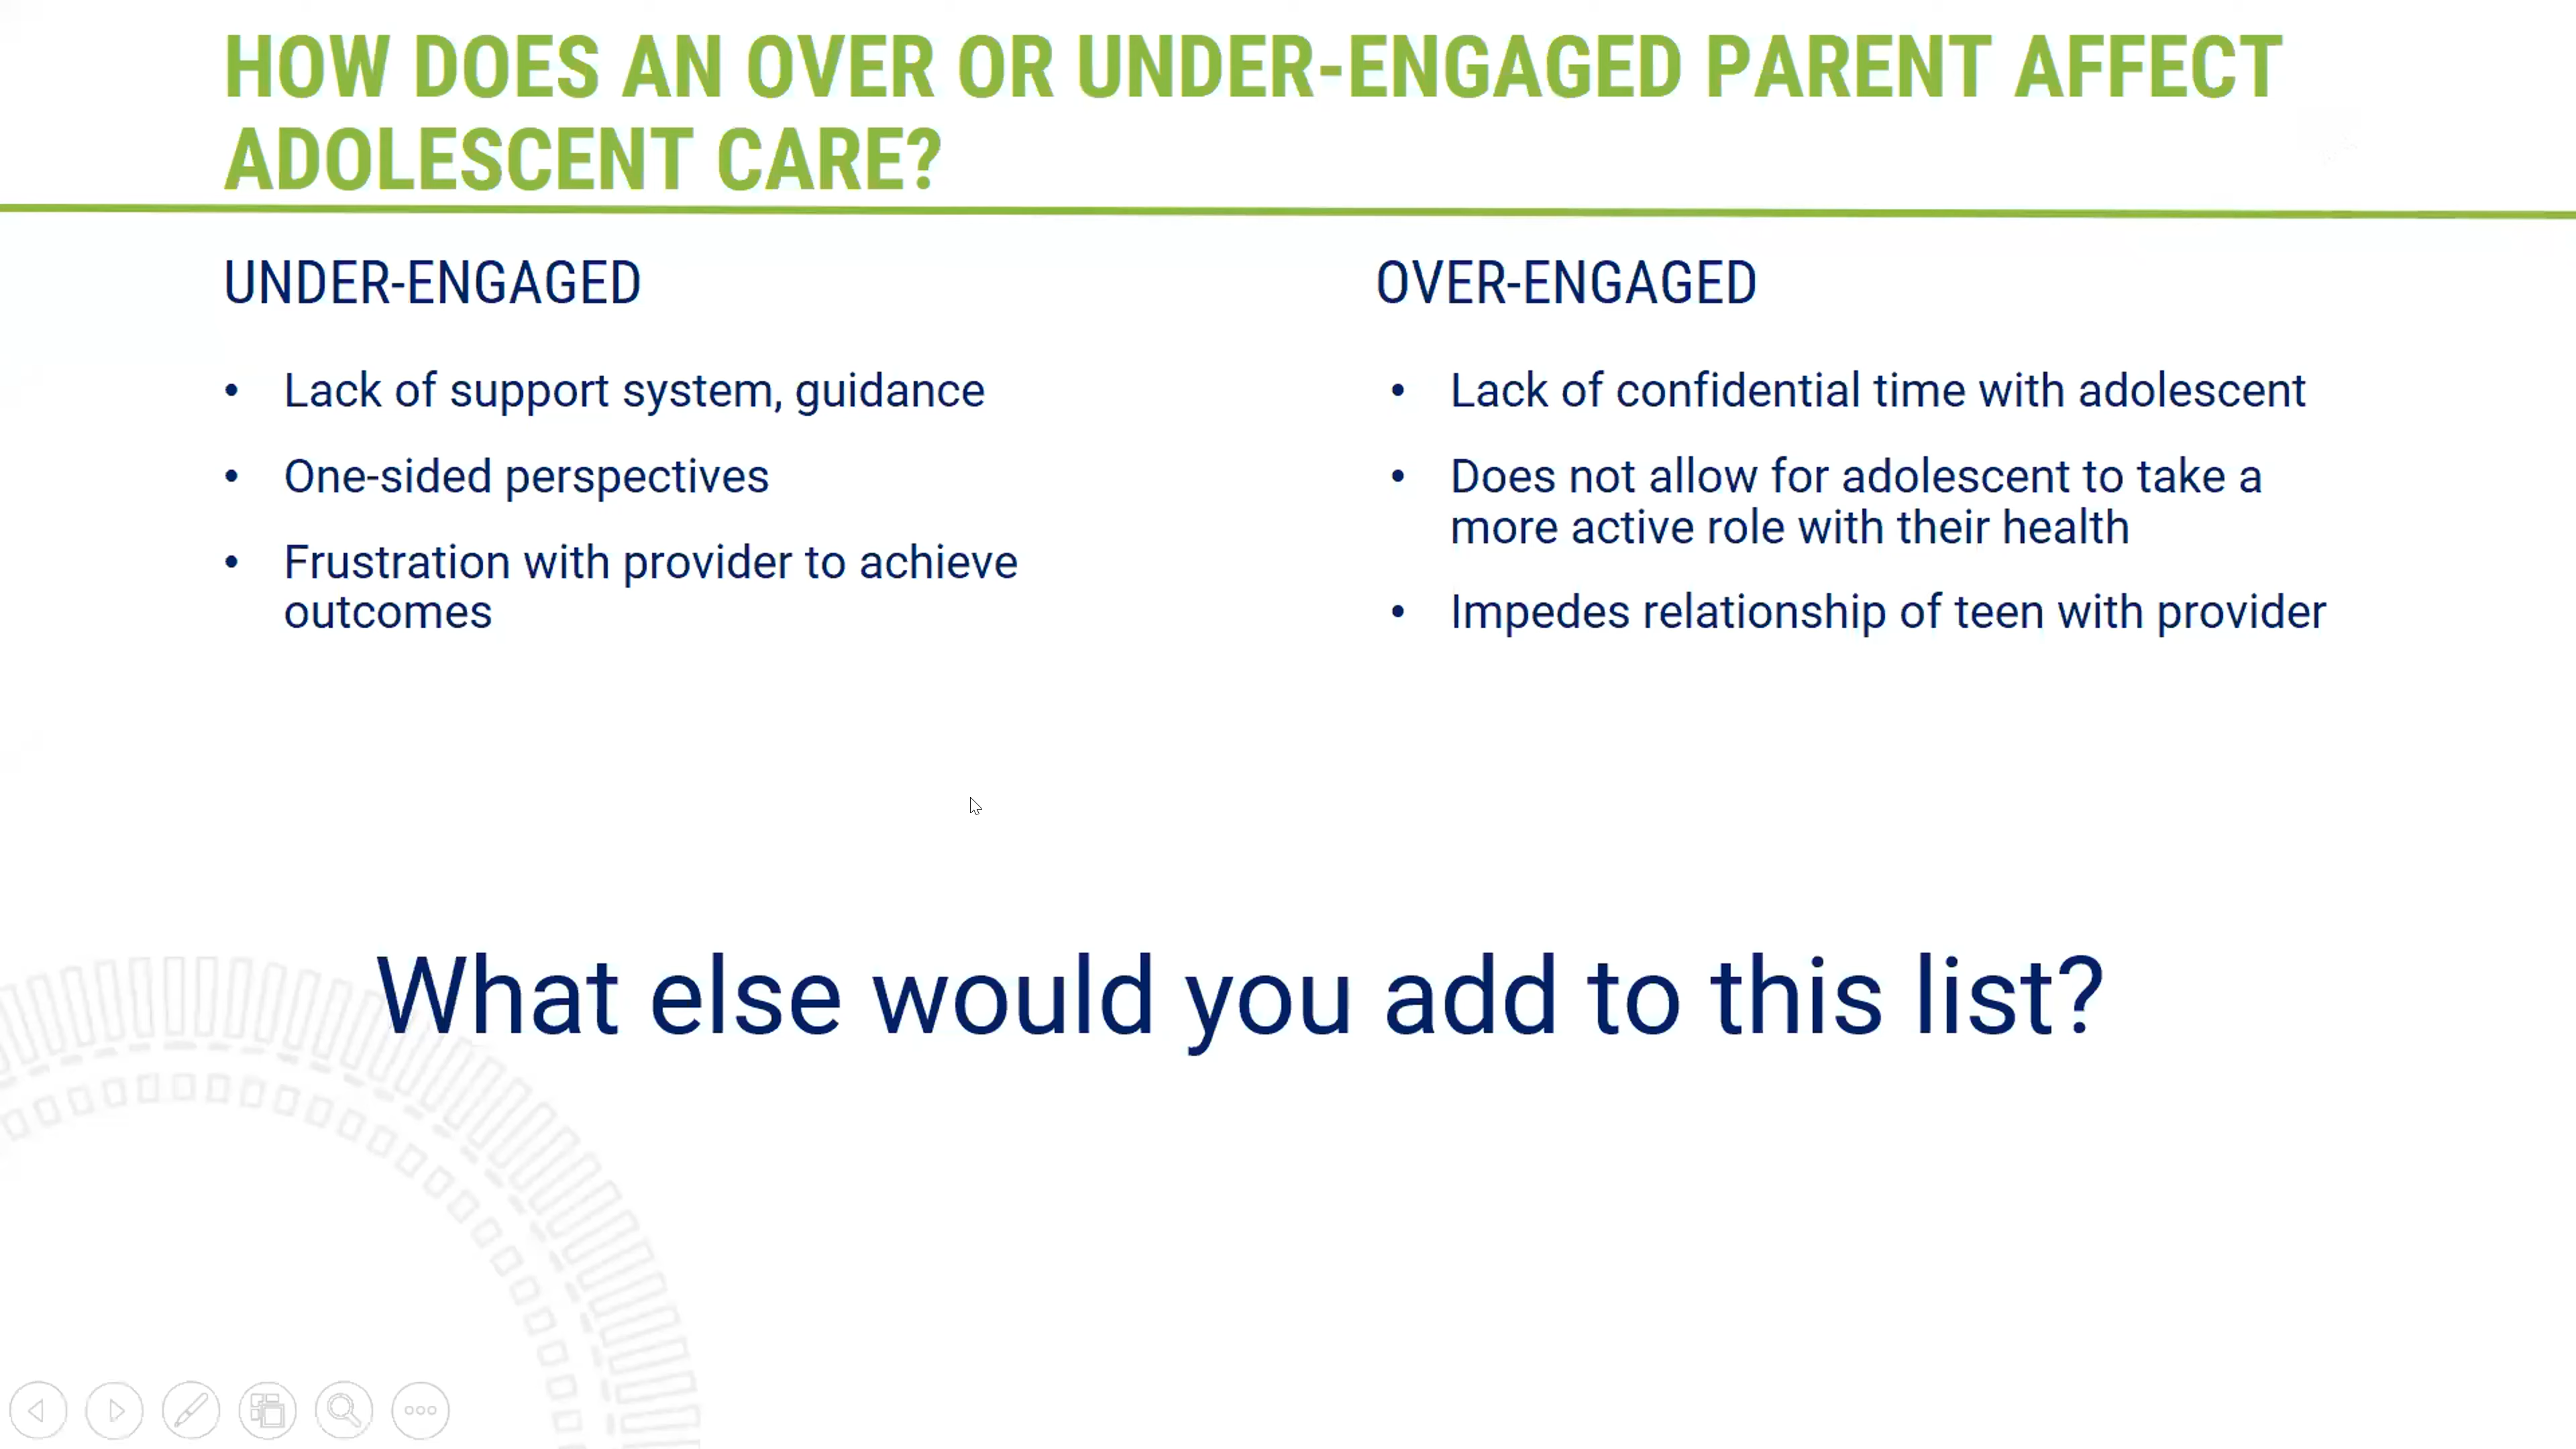 HOW DOES AN OVER OR UNDER-ENGAGED PARENT AFFECT
ADOLESCENT CARE?
UNDER-ENGAGED
• Lack of support system, guidance
• One-sided perspectives
• Frustration with provider to achieve
outcomes
OVER-ENGAGED
• Lack of confidential time with adolescent
• Does not allow for adolescent to take a
more active role with their health
• Impedes relationship of teen with provider
What else would you add to this list?